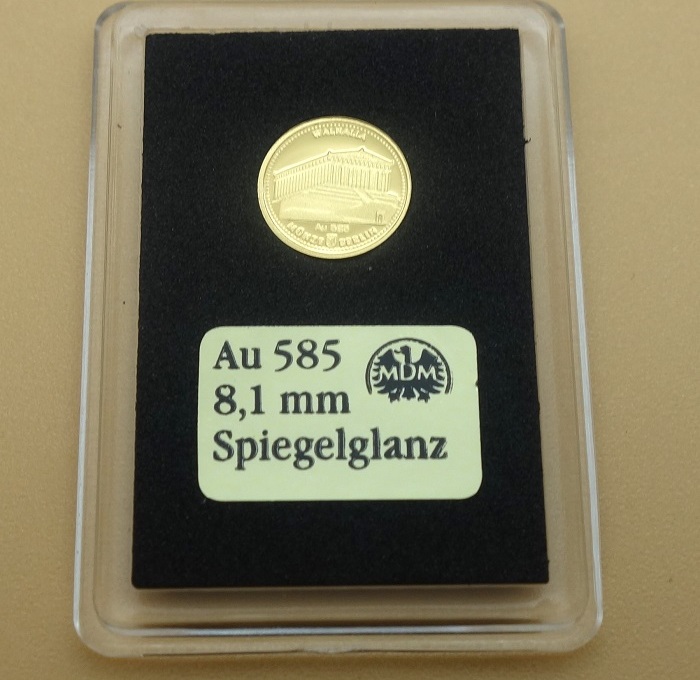 WALHALLA
Au 585
MÜNZE BERLIN
Au 585
MDM
8,1 mm
Spiegelglanz